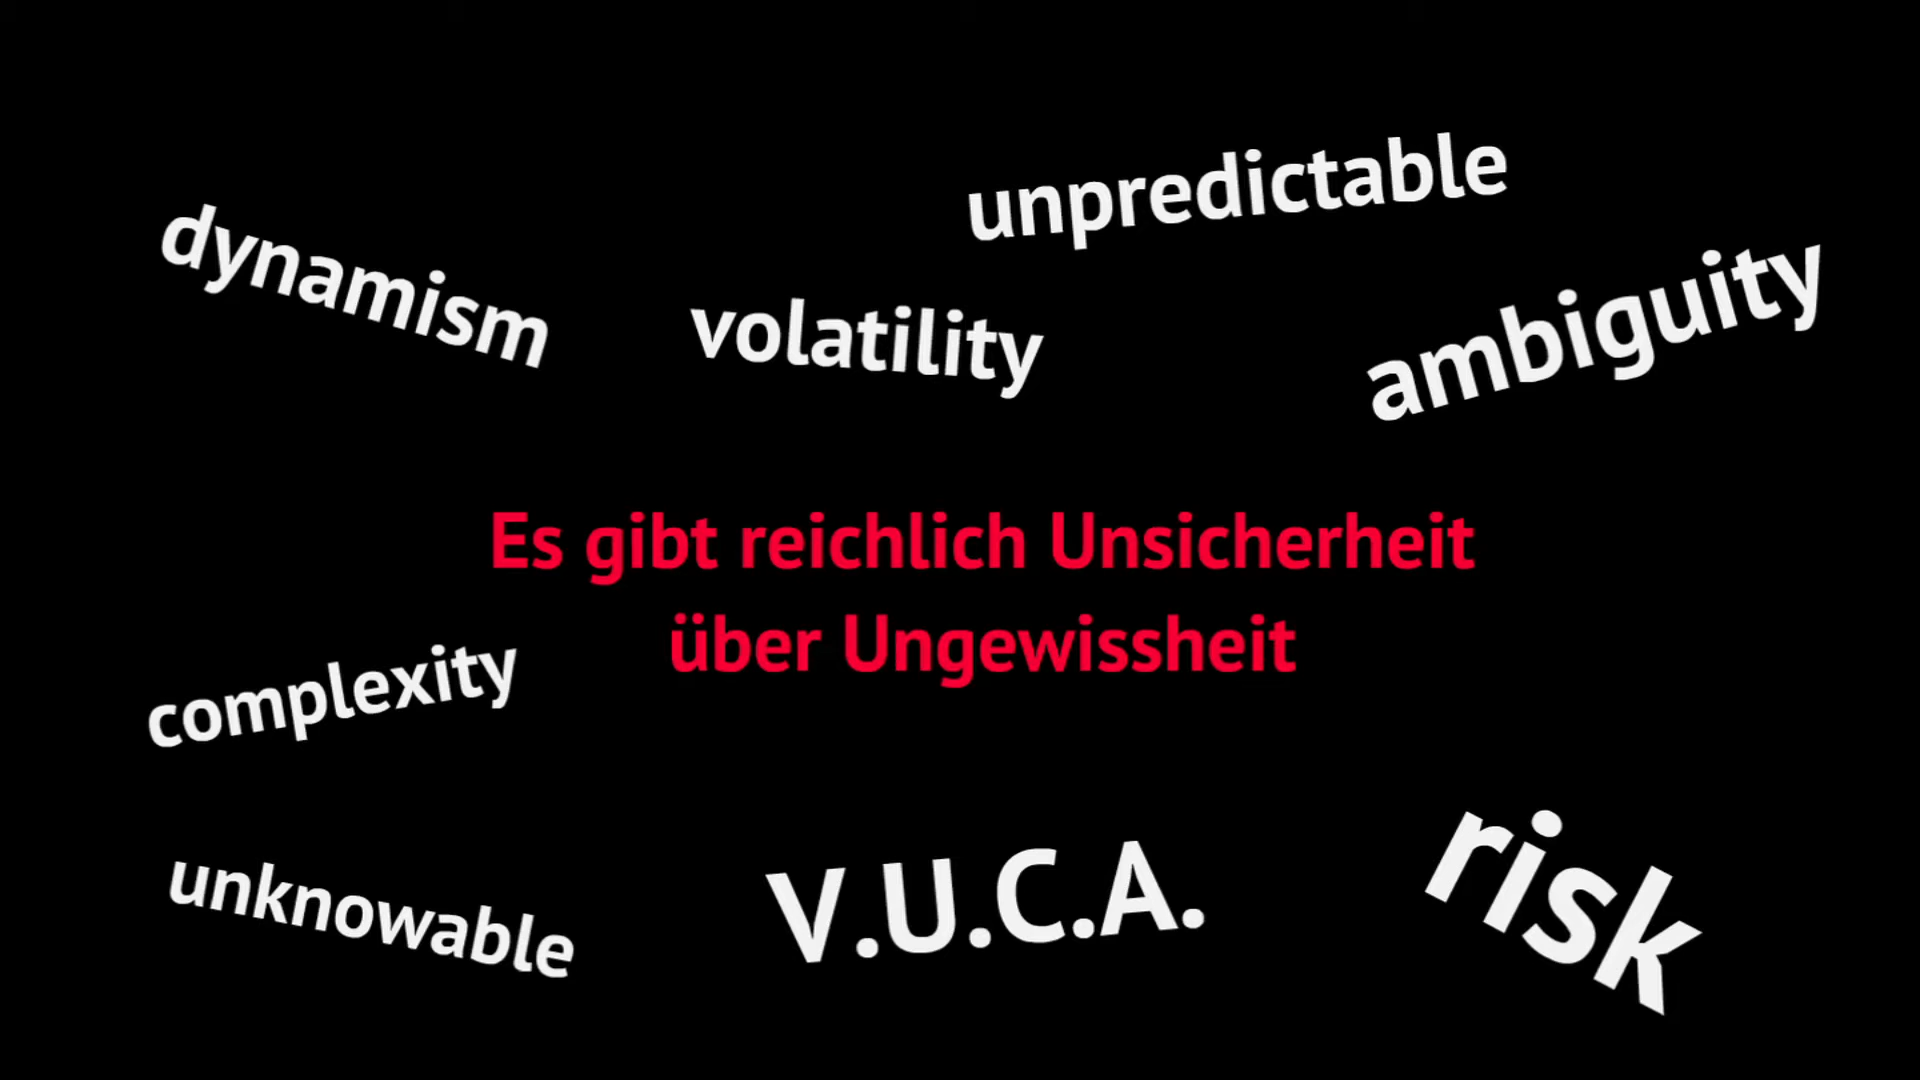 unpredictable
dynamism
volatility
ambiguity
Es gibt reichlich Unsicherheit
über Ungewissheit
complexity
unknowable
V.U.C.A.
risk